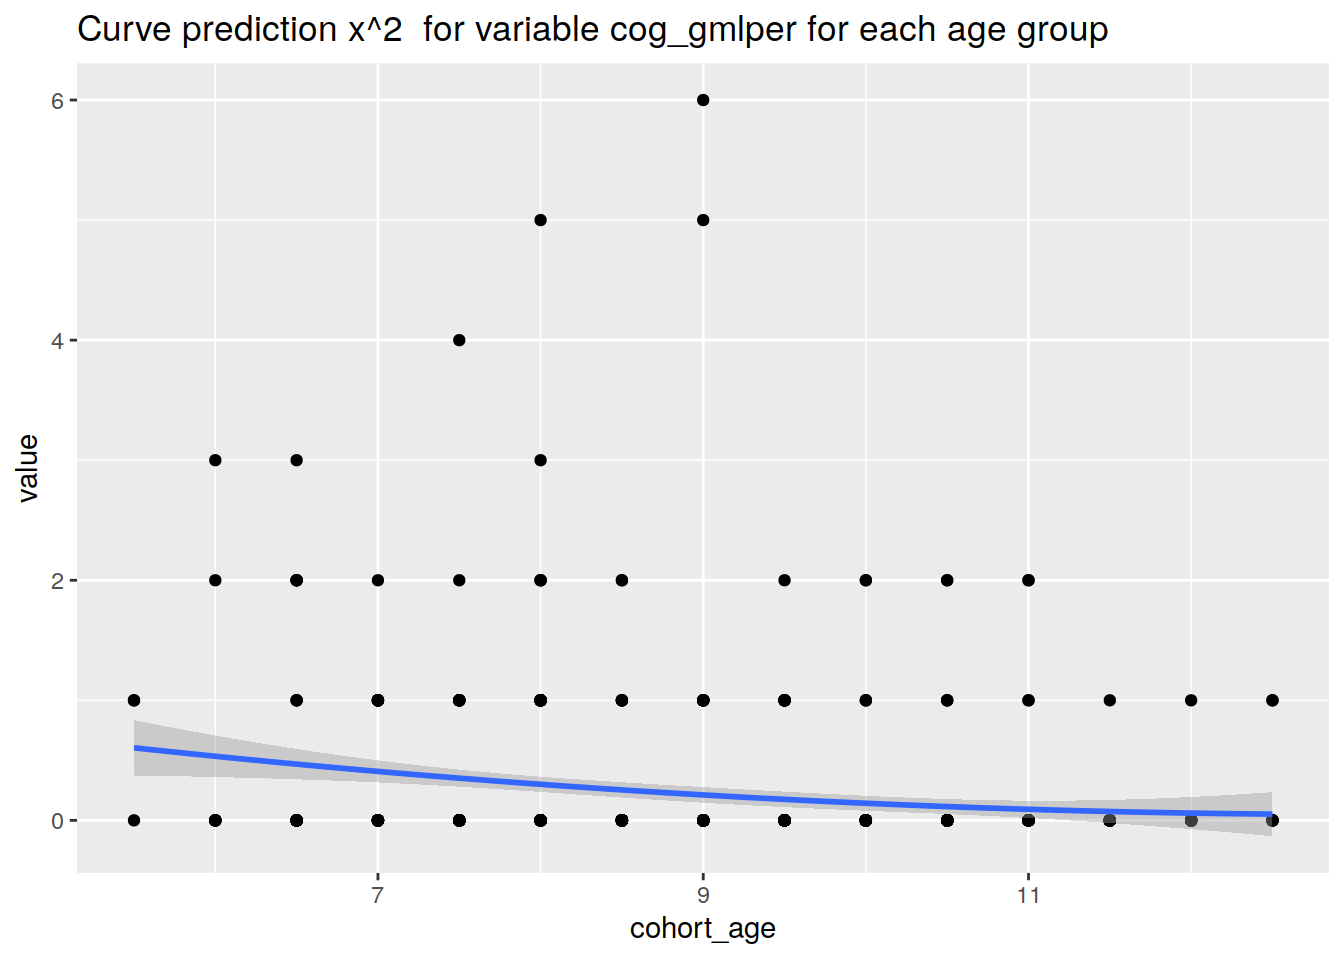 Curve prediction x^2  for variable cog_gmlper for each age group
6
4
2
0
value
7 9 11
cohort_age